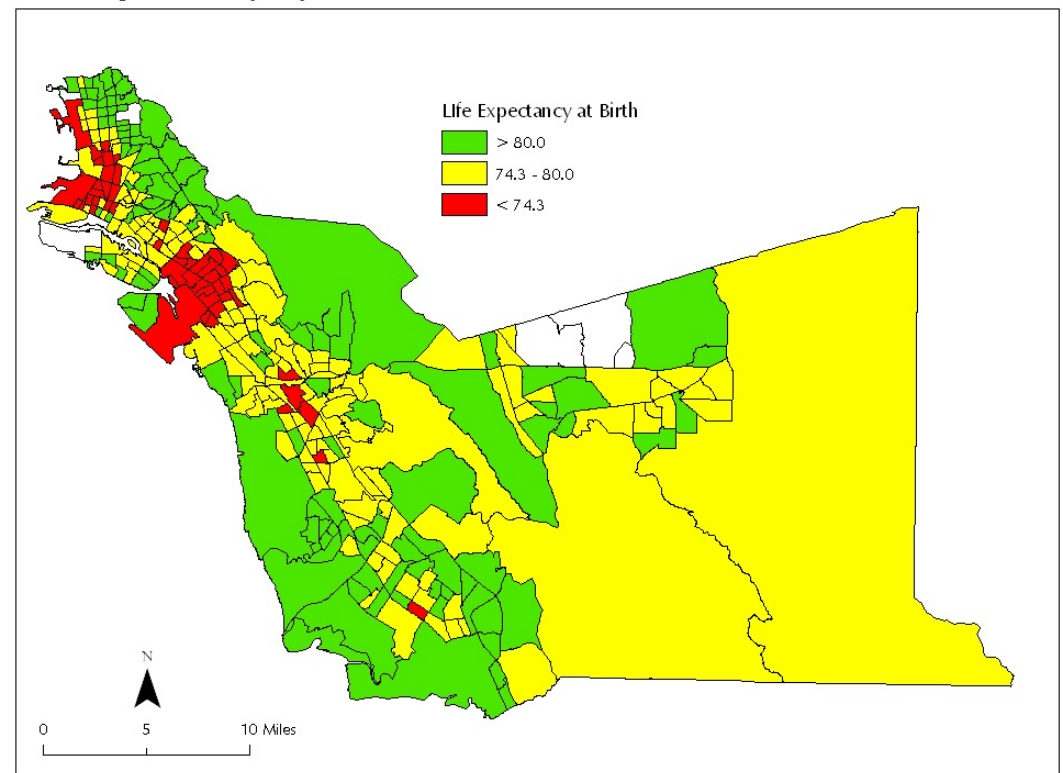 LIfe Expectancy at Birth
> 80.0
74.3 - 80.0
< 74.3
N
0 5 10 Miles